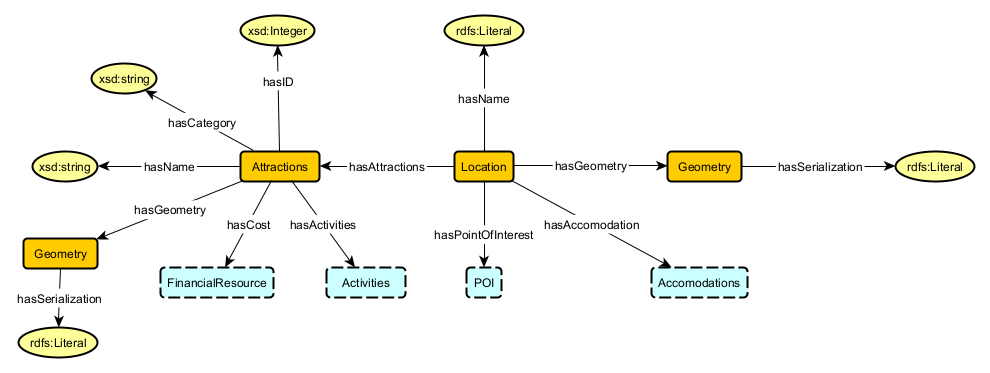 xsd:Integer
rdfs:Literal
xsd:string
hasID
hasName
hasCategory
xsd:string
hasName
Attractions
hasAttractions
Location
hasGeometry
Geometry
hasSerialization
rdfs:Literal
hasGeometry
hasCost
hasActivities
hasPointOfInterest
hasAccomodation
Geometry
FinancialResource
Activities
POI
Accomodations
hasSerialization
rdfs:Literal